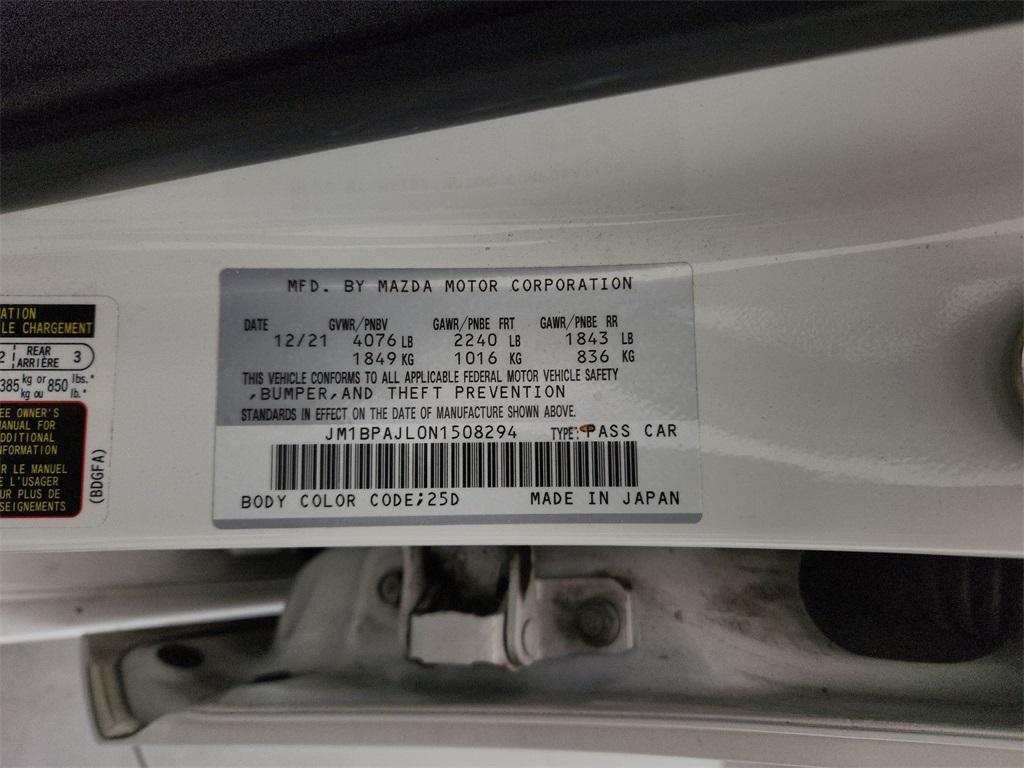 ATION
LE CHARGEMENT
2 REAR ARRIÈRE 3
385 kg or kg ou 850 lbs.* lb.*
EE OWNER'S
ANUAL FOR
DDITIONAL
NFORMATION
R LE MANUEL
E L'USAGER
UR PLUS DE
SEIGNEMENTS
(BDGFA)
MFD. BY MAZDA MOTOR CORPORATION
DATE GVWR/PNBV GAWR/PNBE FRT GAWR/PNBE RR
12/21 4076 LB 2240 LB 1843 LB
1849 KG 1016 KG 836 KG
THIS VEHICLE CONFORMS TO ALL APPLICABLE FEDERAL MOTOR VEHICLE SAFETY
,BUMPER,AND THEFT PREVENTION
STANDARDS IN EFFECT ON THE DATE OF MANUFACTURE SHOWN ABOVE.
JM1BPAJL0N1508294 TYPE:PASS CAR
BODY COLOR CODE;25D MADE IN JAPAN